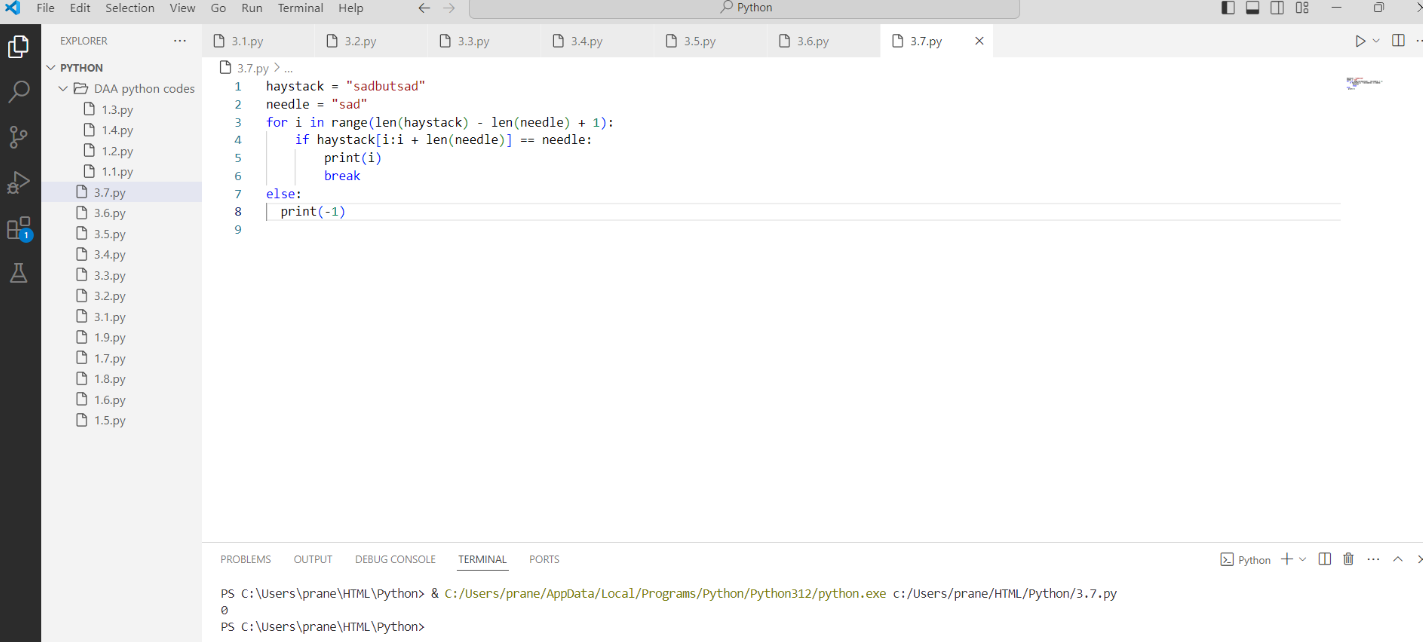 File Edit Selection View Go Run Terminal Help Python
EXPLORER ...
PYTHON
DAA python codes
1.3.py
1.4.py
1.2.py
1.1.py
3.7.py
3.6.py
3.5.py
3.4.py
3.3.py
3.2.py
3.1.py
1.9.py
1.7.py
1.8.py
1.6.py
1.5.py
1
3.1.py 3.2.py 3.3.py 3.4.py 3.5.py 3.6.py 3.7.py
3.7.py > ...
1 haystack = "sadbutsad"
2 needle = "sad"
3 for i in range(len(haystack) - len(needle) + 1):
4     if haystack[i:i + len(needle)] == needle:
5         print(i)
6         break
7 else:
8   print(-1)
9
PROBLEMS OUTPUT DEBUG CONSOLE TERMINAL PORTS Python
PS C:\Users\prane\HTML\Python> & C:/Users/prane/AppData/Local/Programs/Python/Python312/python.exe c:/Users/prane/HTML/Python/3.7.py
0
PS C:\Users\prane\HTML\Python>